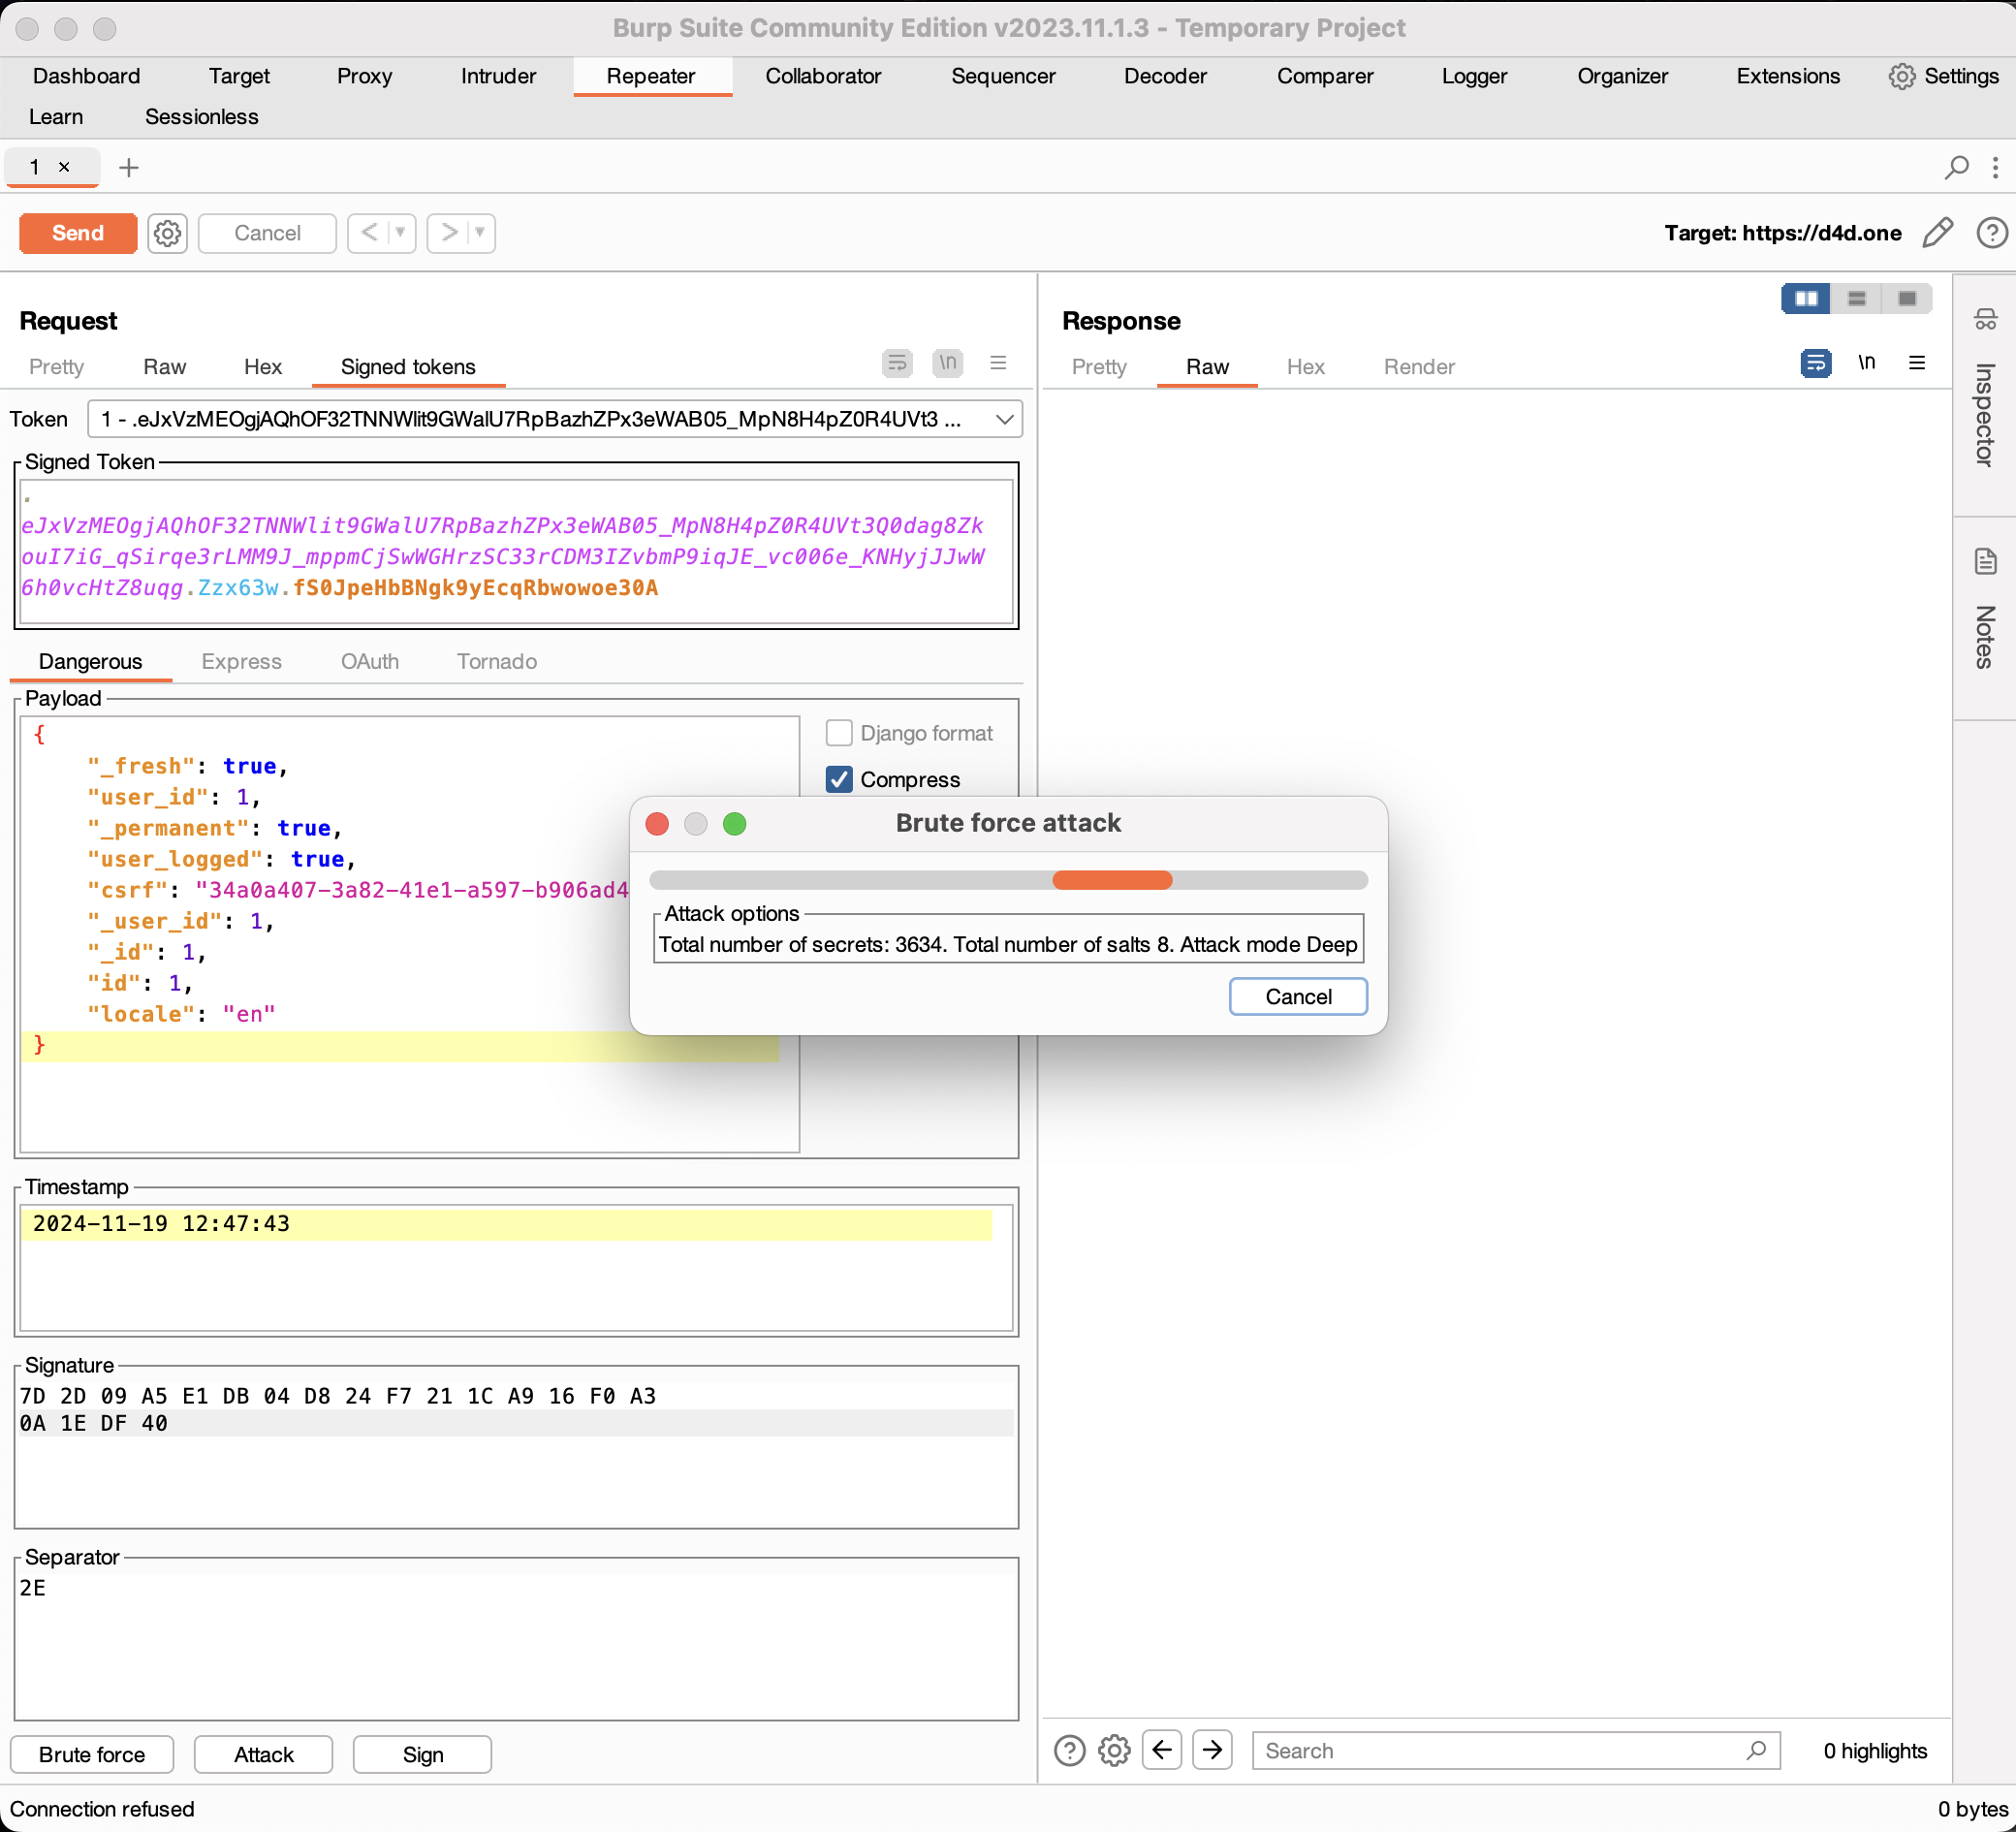 Burp Suite Community Edition v2023.11.1.3 - Temporary Project
Dashboard Target Proxy Intruder Repeater Collaborator Sequencer Decoder Comparer Logger Organizer Extensions Settings
Learn Sessionless
1 × +
Send Cancel < >
Target: https://d4d.one
Request
Pretty Raw Hex Signed tokens \n
Token 1 - .eJxVzMEOgjAQhOF32TNNWlit9GWalU7RpBazhZPx3eWAB05_MpN8H4pZ0R4UVt3 ...
Signed Token
.
eJxVzMEOgjAQhOF32TNNWlit9GWalU7RpBazhZPx3eWAB05_MpN8H4pZ0R4UVt3Q0dag8Zk
ouI7iG_qSirqe3rLMM9J_mppmCjSwWGHrzSC33rCDM3IZvbmP9iqJE_vc006e_KNHyjJJwW
6h0vcHtZ8uqg.Zzx63w.fS0JpeHbBNgk9yEcqRbwowoe30A
Dangerous Express OAuth Tornado
Payload
{
"_fresh": true,
"user_id": 1,
"_permanent": true,
"user_logged": true,
"csrf": "34a0a407-3a82-41e1-a597-b906ad4
"_user_id": 1,
"_id": 1,
"id": 1,
"locale": "en"
}
Django format
Compress
Timestamp
2024-11-19 12:47:43
Signature
7D 2D 09 A5 E1 DB 04 D8 24 F7 21 1C A9 16 F0 A3
0A 1E DF 40
Separator
2E
Brute force Attack Sign
Brute force attack
Attack options
Total number of secrets: 3634. Total number of salts 8. Attack mode Deep
Cancel
Response
Pretty Raw Hex Render \n
Inspector
Notes
Search 0 highlights
Connection refused
0 bytes